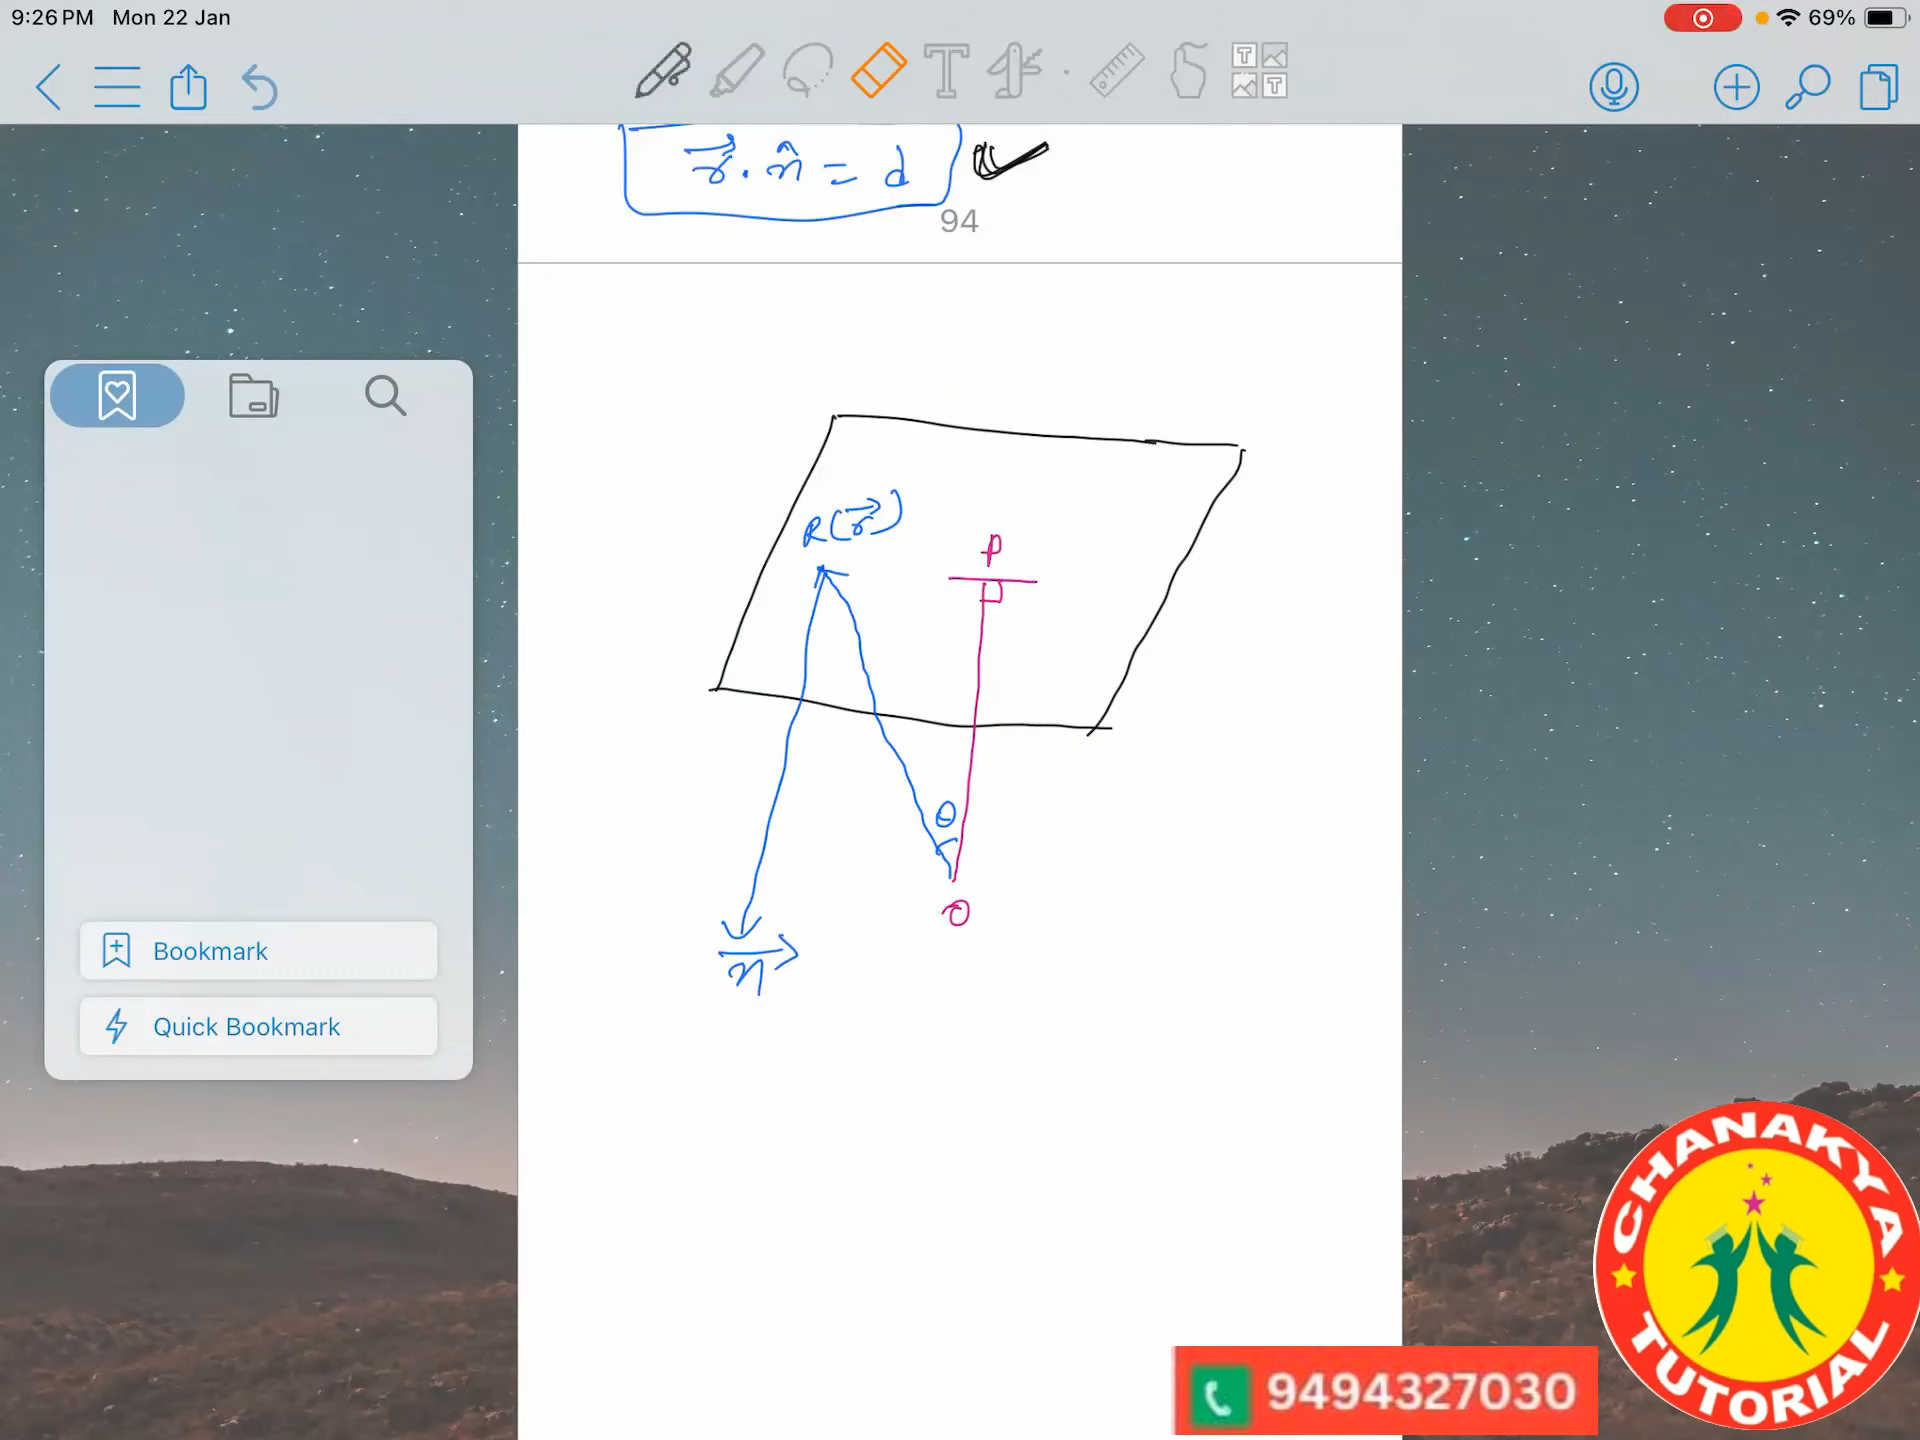 9:26 PM Mon 22 Jan
69%
r⃗ . n̂ = d
94
R(r⃗)
P
θ
O
n⃗
Bookmark
Quick Bookmark
CHANAKYA
TUTORIAL
9494327030